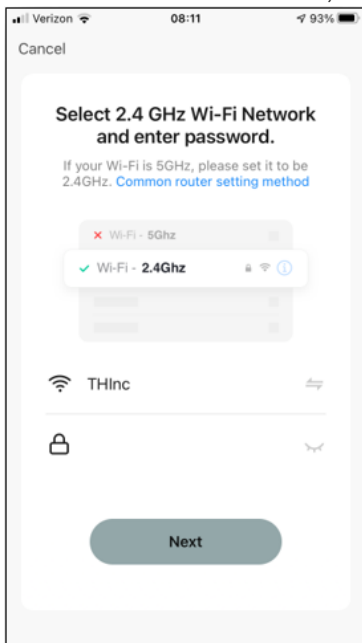 Verizon 08:11 93%
Cancel
Select 2.4 GHz Wi-Fi Network
and enter password.
If your Wi-Fi is 5GHz, please set it to be
2.4GHz. Common router setting method
Wi-Fi - 5Ghz
Wi-Fi - 2.4Ghz
THInc
Next